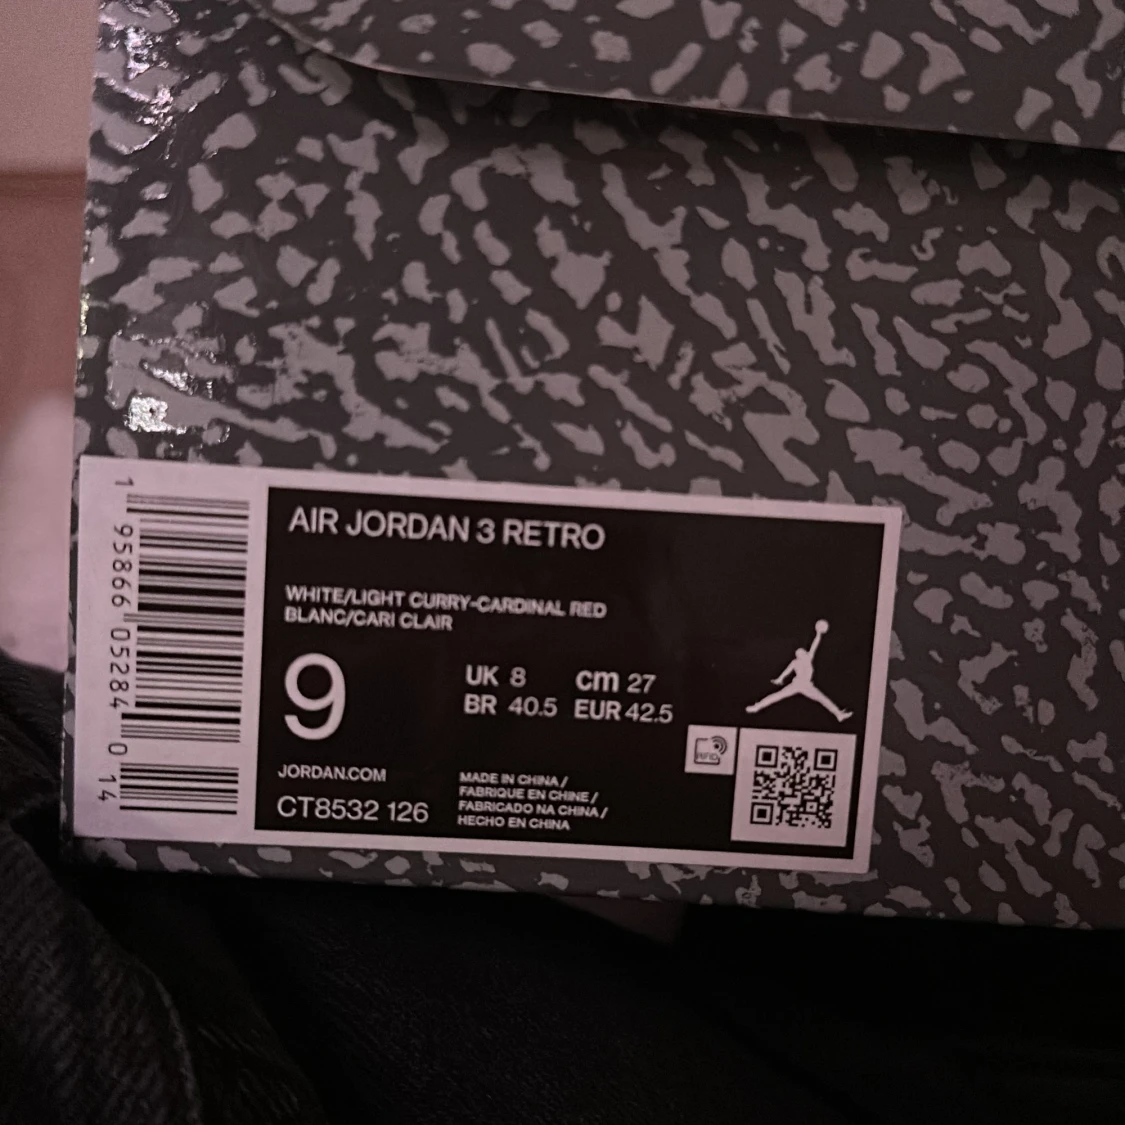 1 95866 05284 0 14
AIR JORDAN 3 RETRO
WHITE/LIGHT CURRY-CARDINAL RED
BLANC/CARI CLAIR
9
UK 8 cm 27
BR 40.5 EUR 42.5
JORDAN.COM
CT8532 126
MADE IN CHINA /
FABRIQUE EN CHINE /
FABRICADO NA CHINA /
HECHO EN CHINA
RFID